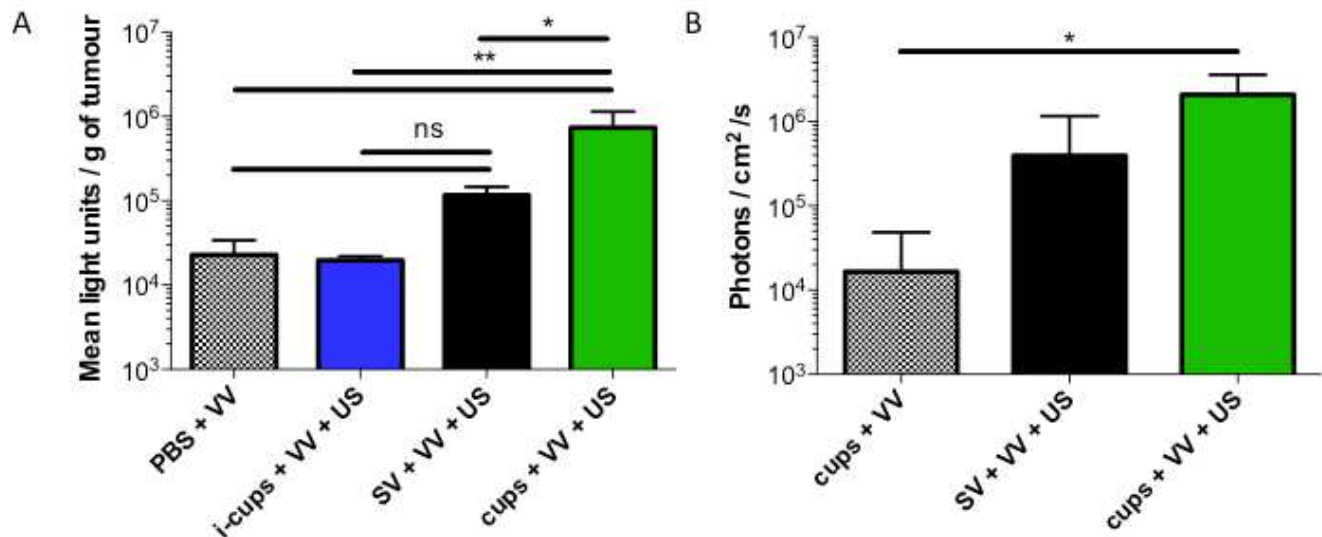 A
Mean light units / g of tumour
10⁷
10⁶
10⁵
10⁴
10³
*
**
ns
PBS + VV
i-cups + VV + US
SV + VV + US
cups + VV + US
B
Photons / cm² /s
10⁷
10⁶
10⁵
10⁴
10³
*
cups + VV
SV + VV + US
cups + VV + US